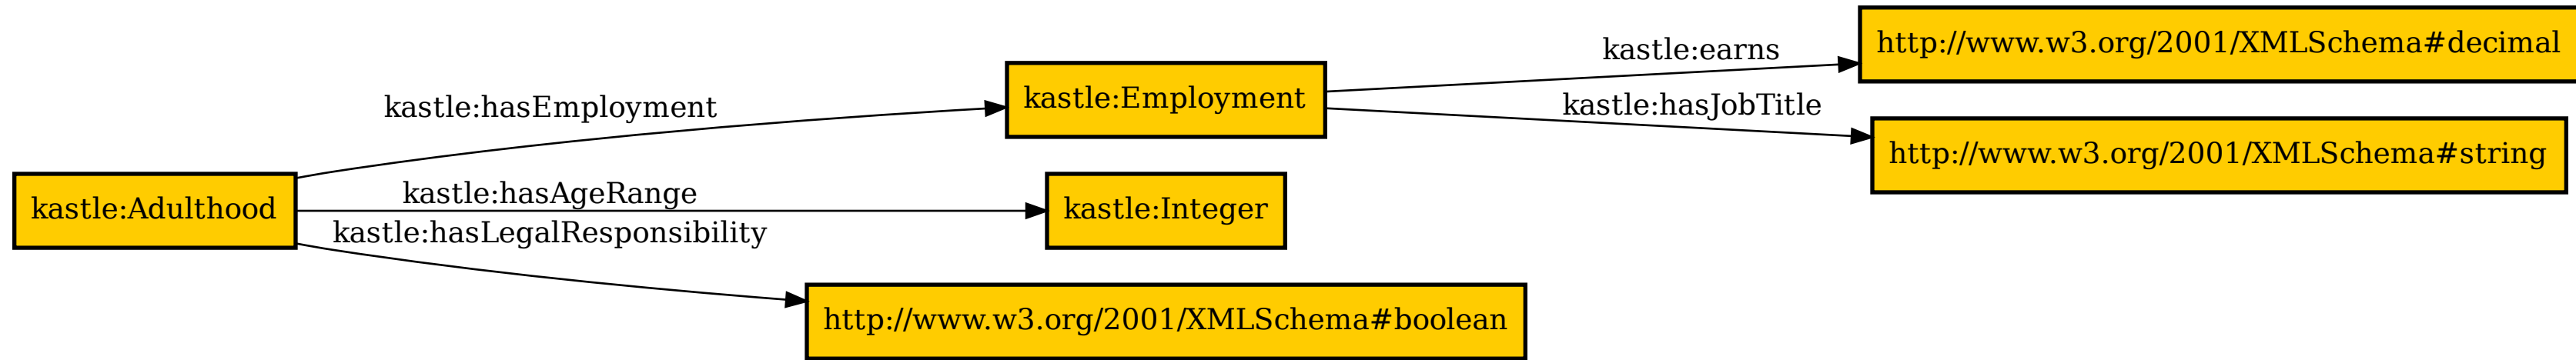 kastle:Adulthood
kastle:hasEmployment
kastle:hasAgeRange
kastle:hasLegalResponsibility
kastle:Employment
kastle:Integer
http://www.w3.org/2001/XMLSchema#boolean
kastle:earns
kastle:hasJobTitle
http://www.w3.org/2001/XMLSchema#decimal
http://www.w3.org/2001/XMLSchema#string